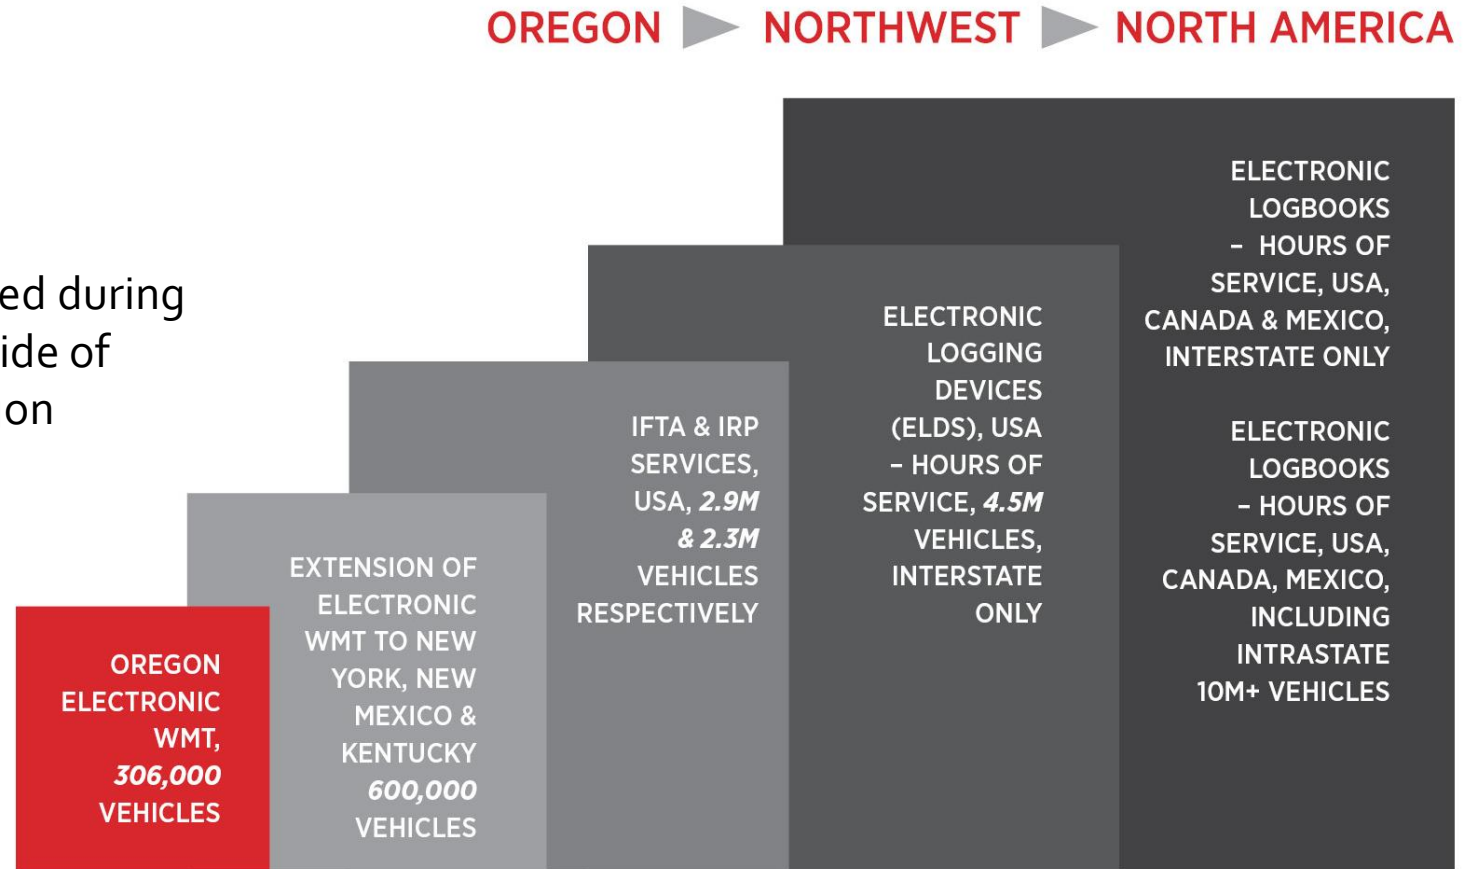 OREGON NORTHWEST NORTH AMERICA
ed during
ide of
on
OREGON
ELECTRONIC
WMT,
306,000
VEHICLES
EXTENSION OF
ELECTRONIC
WMT TO NEW
YORK, NEW
MEXICO &
KENTUCKY
600,000
VEHICLES
IFTA & IRP
SERVICES,
USA, 2.9M
& 2.3M
VEHICLES
RESPECTIVELY
ELECTRONIC
LOGGING
DEVICES
(ELDS), USA
– HOURS OF
SERVICE, 4.5M
VEHICLES,
INTERSTATE
ONLY
ELECTRONIC
LOGBOOKS
– HOURS OF
SERVICE, USA,
CANADA & MEXICO,
INTERSTATE ONLY
ELECTRONIC
LOGBOOKS
– HOURS OF
SERVICE, USA,
CANADA, MEXICO,
INCLUDING
INTRASTATE
10M+ VEHICLES